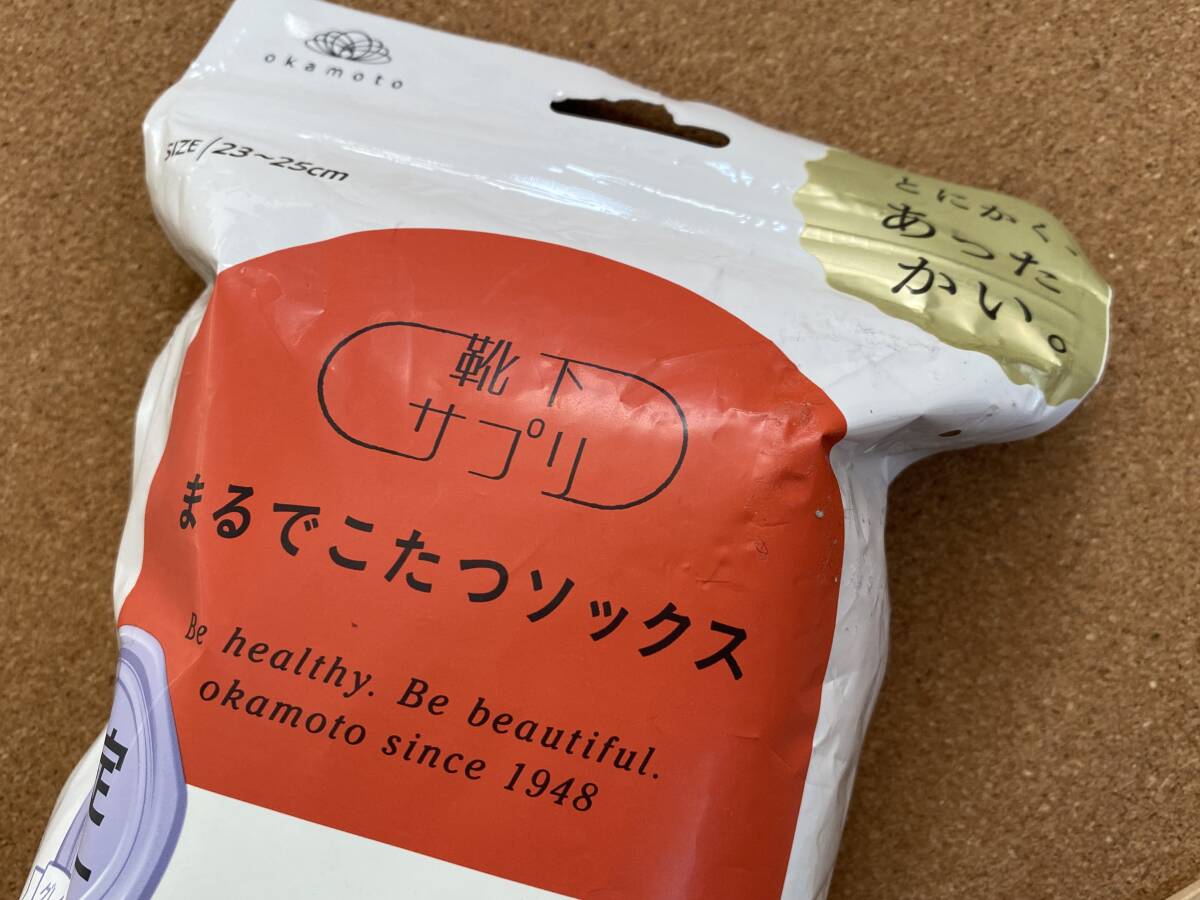 okamoto
SIZE/23~25cm
とにかく、
あった
かい。
靴下
サプリ
まるでこたつソックス
Be healthy. Be beautiful.
okamoto since 1948